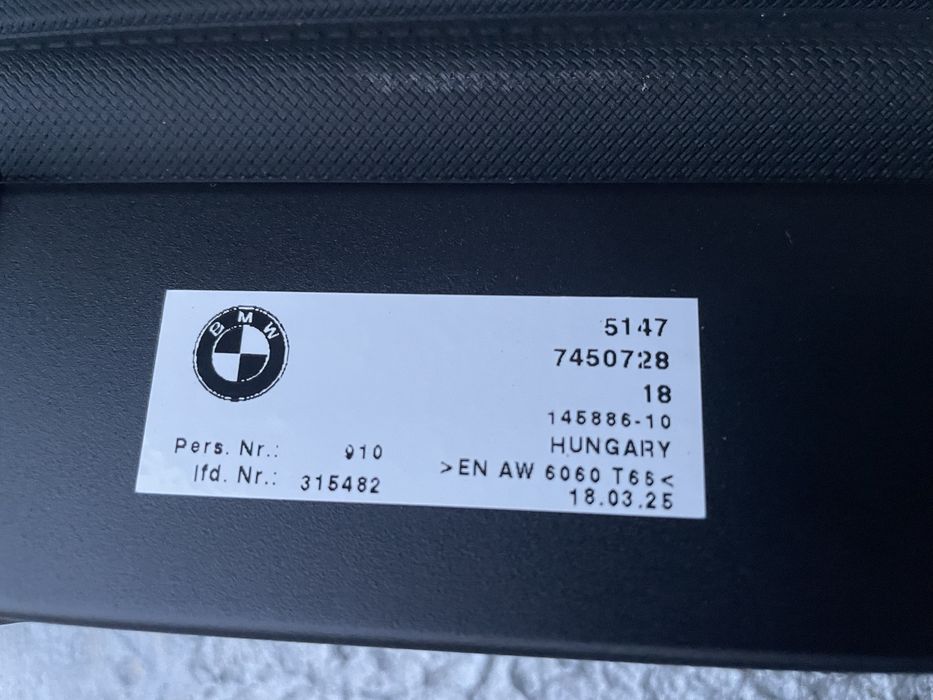 BMW
5147
7450728
18
145886-10
Pers. Nr.: 910
HUNGARY
lfd. Nr.: 315482
>EN AW 6060 T66<
18.03.25